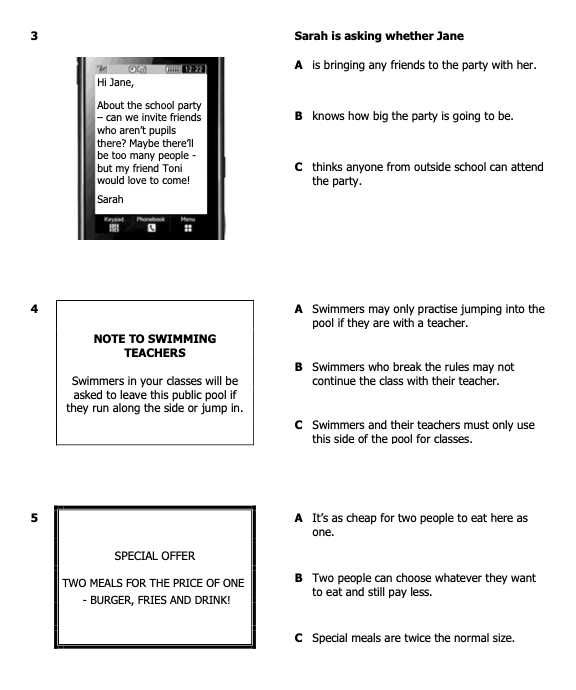 3
Sarah is asking whether Jane
12:22
Hi Jane,
About the school party
– can we invite friends
who aren't pupils
there? Maybe there'll
be too many people -
but my friend Toni
would love to come!
Sarah
Keypad Phonebook Menu
A is bringing any friends to the party with her.
B knows how big the party is going to be.
C thinks anyone from outside school can attend
the party.
4
NOTE TO SWIMMING
TEACHERS
Swimmers in your classes will be
asked to leave this public pool if
they run along the side or jump in.
A Swimmers may only practise jumping into the
pool if they are with a teacher.
B Swimmers who break the rules may not
continue the class with their teacher.
C Swimmers and their teachers must only use
this side of the pool for classes.
5
SPECIAL OFFER
TWO MEALS FOR THE PRICE OF ONE
- BURGER, FRIES AND DRINK!
A It's as cheap for two people to eat here as
one.
B Two people can choose whatever they want
to eat and still pay less.
C Special meals are twice the normal size.